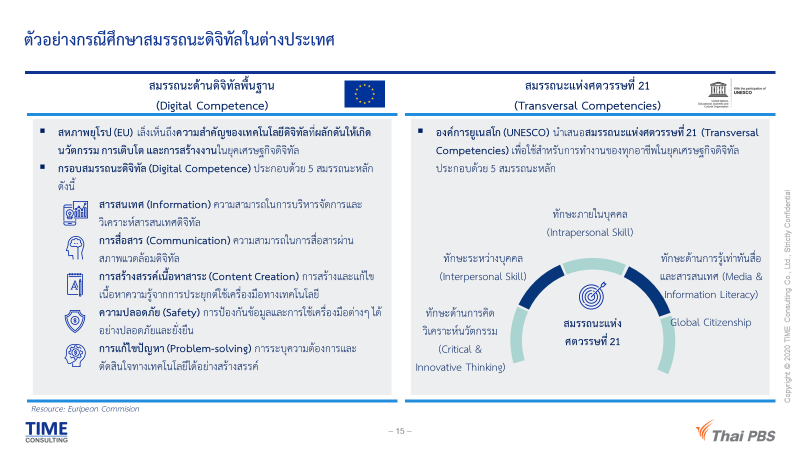 ตัวอย่างกรณีศึกษาสมรรถนะดิจิทัลในต่างประเทศ
สมรรถนะด้านดิจิทัลพื้นฐาน
(Digital Competence)
▪ สหภาพยุโรป (EU) เล็งเห็นถึงความสำคัญของเทคโนโลยีดิจิทัลที่ผลักดันให้เกิด
นวัตกรรม การเติบโต และการสร้างงานในยุคเศรษฐกิจดิจิทัล
▪ กรอบสมรรถนะดิจิทัล (Digital Competence) ประกอบด้วย 5 สมรรถนะหลัก
ดังนี้
สารสนเทศ (Information) ความสามารถในการบริหารจัดการและ
วิเคราะห์สารสนเทศดิจิทัล
การสื่อสาร (Communication) ความสามารถในการสื่อสารผ่าน
สภาพแวดล้อมดิจิทัล
การสร้างสรรค์เนื้อหาสาระ (Content Creation) การสร้างและแก้ไข
เนื้อหาความรู้จากการประยุกต์ใช้เครื่องมือทางเทคโนโลยี
ความปลอดภัย (Safety) การป้องกันข้อมูลและการใช้เครื่องมือต่างๆ ได้
อย่างปลอดภัยและยั่งยืน
การแก้ไขปัญหา (Problem-solving) การระบุความต้องการและ
ตัดสินใจทางเทคโนโลยีได้อย่างสร้างสรรค์
สมรรถนะแห่งศตวรรษที่ 21
(Transversal Competencies)
With the participation of
UNESCO
United Nations
Educational, Scientific and
Cultural Organization
▪ องค์การยูเนสโก (UNESCO) นำเสนอสมรรถนะแห่งศตวรรษที่ 21 (Transversal
Competencies) เพื่อใช้สำหรับการทำงานของทุกอาชีพในยุคเศรษฐกิจดิจิทัล
ประกอบด้วย 5 สมรรถนะหลัก
ทักษะภายในบุคคล
(Intrapersonal Skill)
ทักษะระหว่างบุคคล
(Interpersonal Skill)
ทักษะด้านการรู้เท่าทันสื่อ
และสารสนเทศ (Media &
Information Literacy)
ทักษะด้านการคิด
วิเคราะห์นวัตกรรม
(Critical &
Innovative Thinking)
Global Citizenship
สมรรถนะแห่ง
ศตวรรษที่ 21
Resource: Euripean Commision
TIME
CONSULTING
– 15 –
Thai PBS
Copyright © 2020 TIME Consulting Co., Ltd., Strictly Confidential